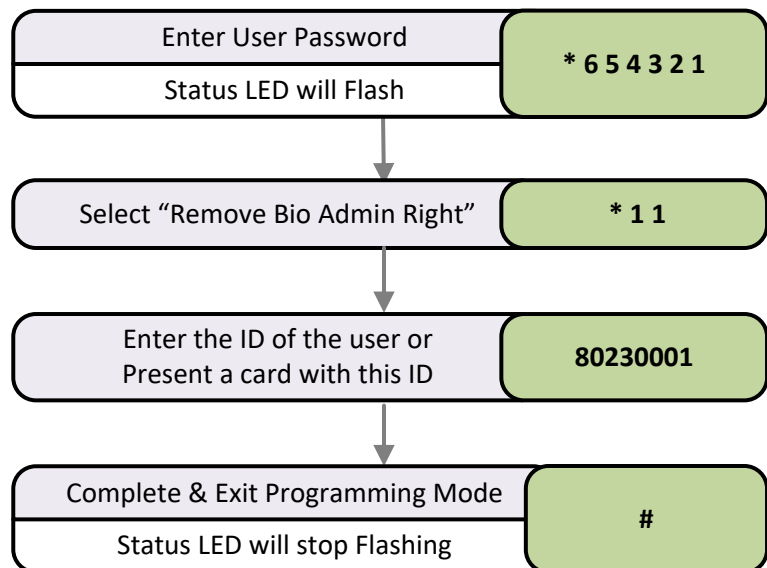 Enter User Password
* 6 5 4 3 2 1
Status LED will Flash
Select “Remove Bio Admin Right”
* 1 1
Enter the ID of the user or
Present a card with this ID
80230001
Complete & Exit Programming Mode
#
Status LED will stop Flashing